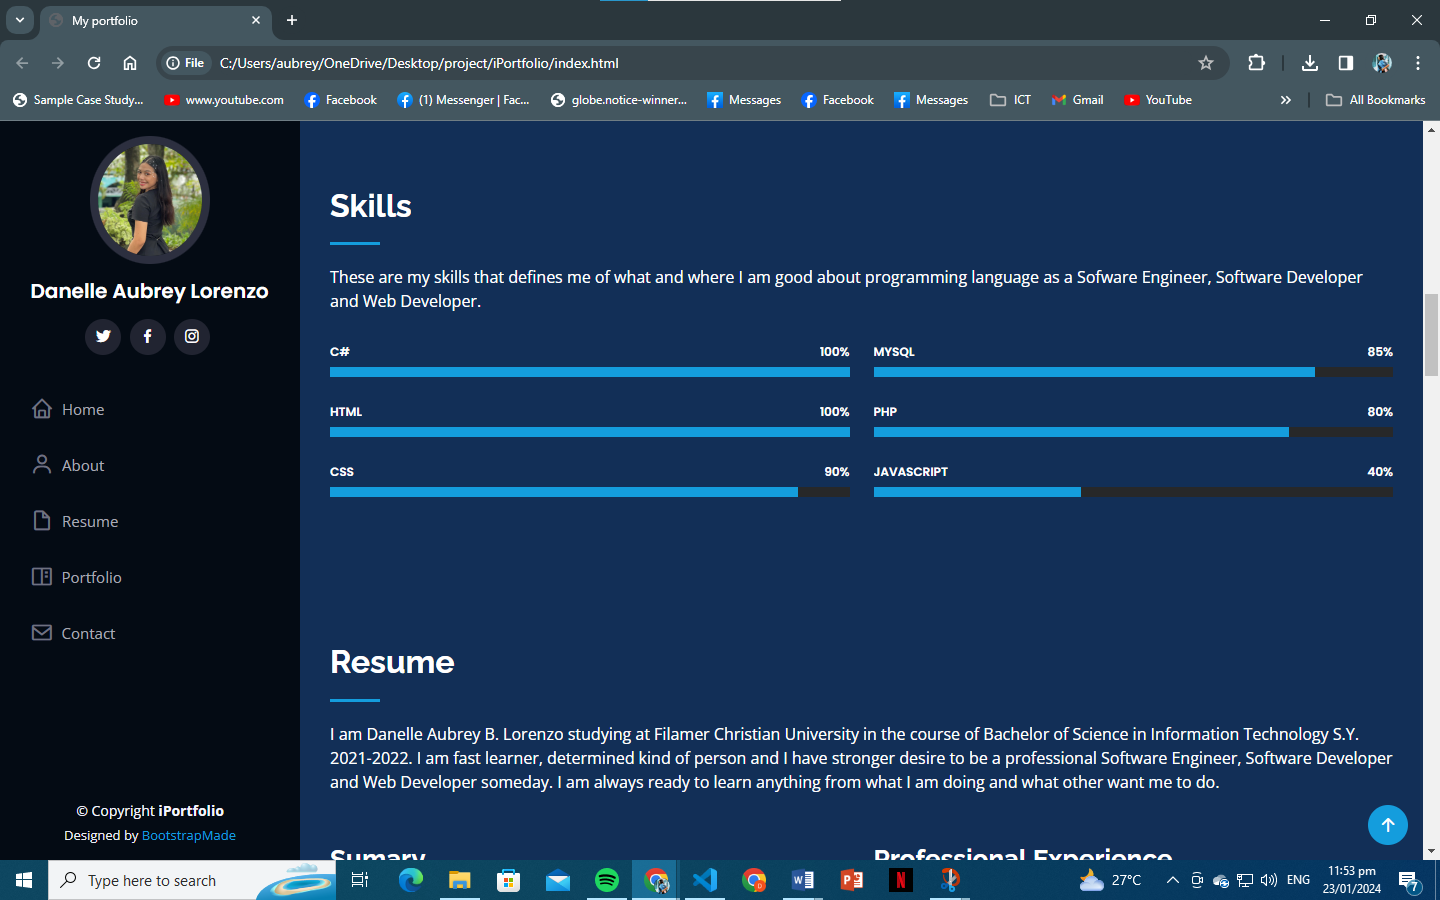 My portfolio
File
C:/Users/aubrey/OneDrive/Desktop/project/iPortfolio/index.html
Sample Case Study...
www.youtube.com
Facebook
(1) Messenger | Fac...
globe.notice-winner...
Messages
Facebook
Messages
ICT
Gmail
YouTube
All Bookmarks
Danelle Aubrey Lorenzo
Home
About
Resume
Portfolio
Contact
© Copyright iPortfolio
Designed by BootstrapMade
Skills
These are my skills that defines me of what and where I am good about programming language as a Sofware Engineer, Software Developer
and Web Developer.
C# 100%
MYSQL 85%
HTML 100%
PHP 80%
CSS 90%
JAVASCRIPT 40%
Resume
I am Danelle Aubrey B. Lorenzo studying at Filamer Christian University in the course of Bachelor of Science in Information Technology S.Y.
2021-2022. I am fast learner, determined kind of person and I have stronger desire to be a professional Software Engineer, Software Developer
and Web Developer someday. I am always ready to learn anything from what I am doing and what other want me to do.
Sumary
Professional Experience
Type here to search
27°C
ENG
11:53 pm
23/01/2024
7